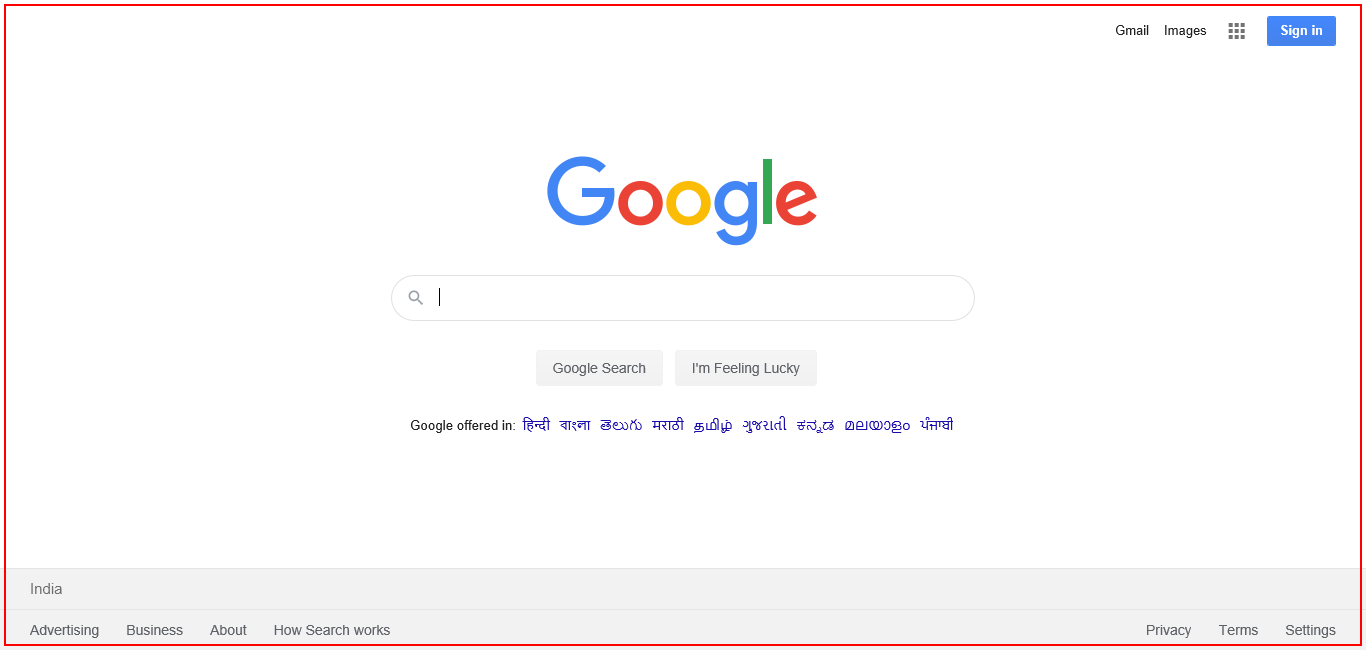 Gmail Images Sign in
Google
Google Search I'm Feeling Lucky
Google offered in: हिन्दी বাংলা తెలుగు मराठी தமிழ் ગુજરાતી ಕನ್ನಡ മലയാളം ਪੰਜਾਬੀ
India
Advertising Business About How Search works Privacy Terms Settings